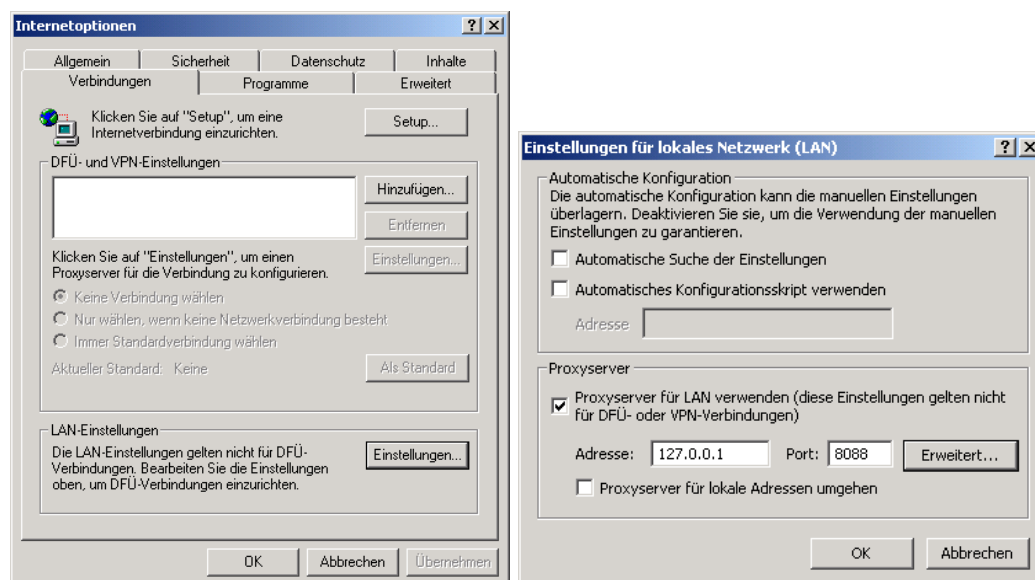 Internetoptionen
Allgemein
Sicherheit
Datenschutz
Inhalte
Verbindungen
Programme
Erweitert
Klicken Sie auf "Setup", um eine
Internetverbindung einzurichten.
Setup...
DFÜ- und VPN-Einstellungen
Hinzufügen...
Entfernen
Klicken Sie auf "Einstellungen", um einen
Proxyserver für die Verbindung zu konfigurieren.
Einstellungen...
Keine Verbindung wählen
Nur wählen, wenn keine Netzwerkverbindung besteht
Immer Standardverbindung wählen
Aktueller Standard: Keine
Als Standard
LAN-Einstellungen
Die LAN-Einstellungen gelten nicht für DFÜ-
Verbindungen. Bearbeiten Sie die Einstellungen
oben, um DFÜ-Verbindungen einzurichten.
Einstellungen...
OK
Abbrechen
Übernehmen
Einstellungen für lokales Netzwerk (LAN)
Automatische Konfiguration
Die automatische Konfiguration kann die manuellen Einstellungen
überlagern. Deaktivieren Sie sie, um die Verwendung der manuellen
Einstellungen zu garantieren.
Automatische Suche der Einstellungen
Automatisches Konfigurationsskript verwenden
Adresse
Proxyserver
Proxyserver für LAN verwenden (diese Einstellungen gelten nicht
für DFÜ- oder VPN-Verbindungen)
Adresse: 127.0.0.1 Port: 8088 Erweitert...
Proxyserver für lokale Adressen umgehen
OK
Abbrechen